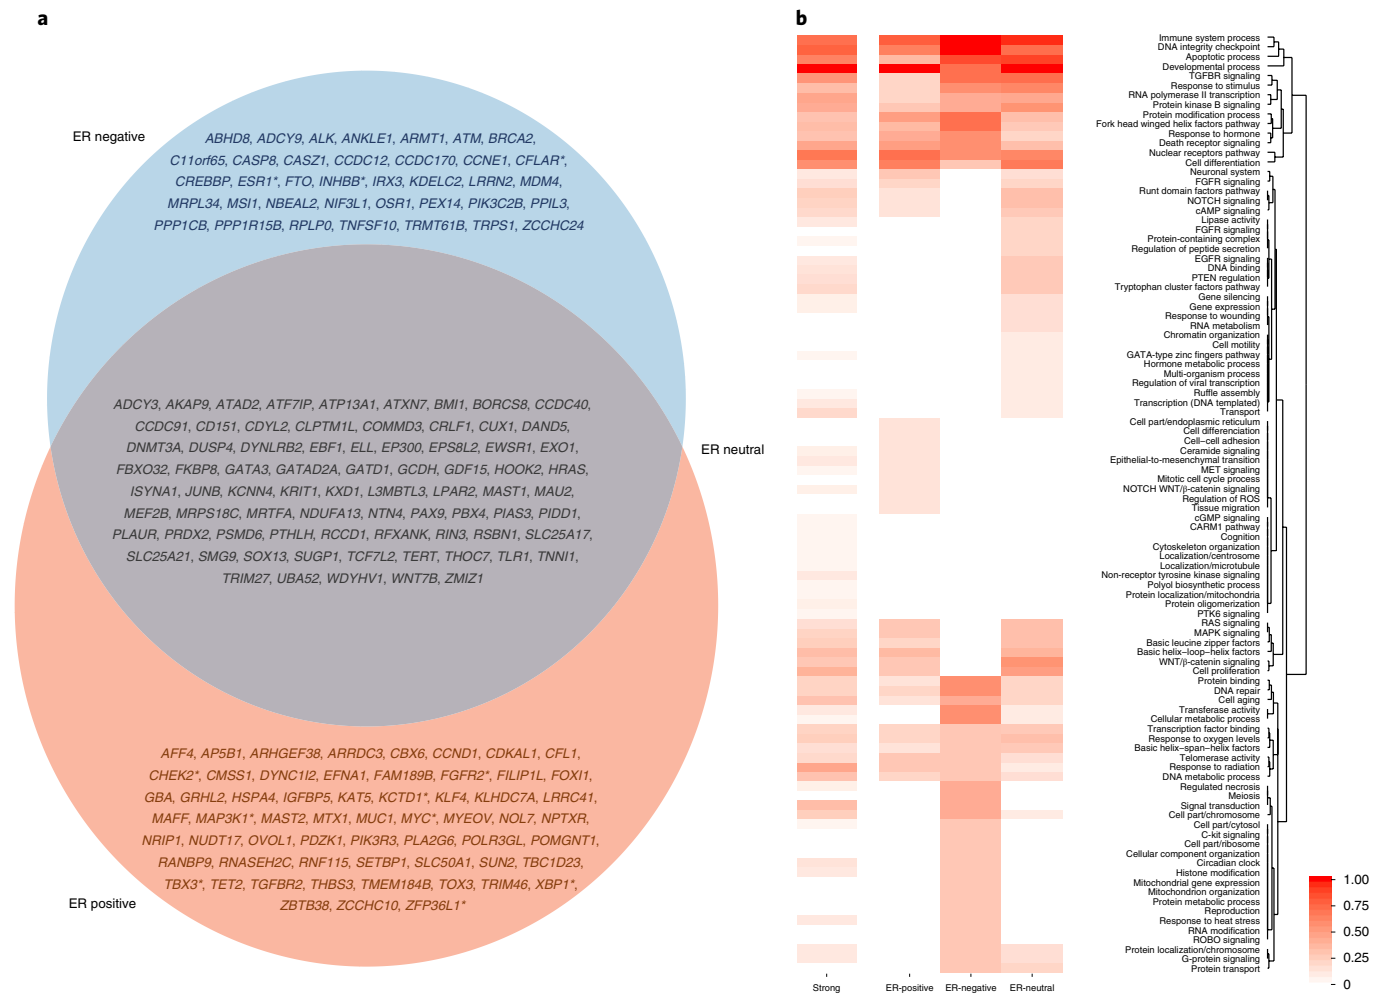 a
ER negative
ABHD8, ADCY9, ALK, ANKLE1, ARMT1, ATM, BRCA2,
C11orf65, CASP8, CASZ1, CCDC12, CCDC170, CCNE1, CFLAR*,
CREBBP, ESR1*, FTO, INHBB*, IRX3, KDELC2, LRRN2, MDM4,
MRPL34, MSI1, NBEAL2, NIF3L1, OSR1, PEX14, PIK3C2B, PPIL3,
PPP1CB, PPP1R15B, RPLP0, TNFSF10, TRMT61B, TRPS1, ZCCHC24
ADCY3, AKAP9, ATAD2, ATF7IP, ATP13A1, ATXN7, BMI1, BORCS8, CCDC40,
CCDC91, CD151, CDYL2, CLPTM1L, COMMD3, CRLF1, CUX1, DAND5,
DNMT3A, DUSP4, DYNLRB2, EBF1, ELL, EP300, EPS8L2, EWSR1, EXO1,
FBXO32, FKBP8, GATA3, GATAD2A, GATD1, GCDH, GDF15, HOOK2, HRAS,
ISYNA1, JUNB, KCNN4, KRIT1, KXD1, L3MBTL3, LPAR2, MAST1, MAU2,
MEF2B, MRPS18C, MRTFA, NDUFA13, NTN4, PAX9, PBX4, PIAS3, PIDD1,
PLAUR, PRDX2, PSMD6, PTHLH, RCCD1, RFXANK, RIN3, RSBN1, SLC25A17,
SLC25A21, SMG9, SOX13, SUGP1, TCF7L2, TERT, THOC7, TLR1, TNNI1,
TRIM27, UBA52, WDYHV1, WNT7B, ZMIZ1
ER neutral
AFF4, AP5B1, ARHGEF38, ARRDC3, CBX6, CCND1, CDKAL1, CFL1,
CHEK2*, CMSS1, DYNC1I2, EFNA1, FAM189B, FGFR2*, FILIP1L, FOXI1,
GBA, GRHL2, HSPA4, IGFBP5, KAT5, KCTD1*, KLF4, KLHDC7A, LRRC41,
MAFF, MAP3K1*, MAST2, MTX1, MUC1, MYC*, MYEOV, NOL7, NPTXR,
NRIP1, NUDT17, OVOL1, PDZK1, PIK3R3, PLA2G6, POLR3GL, POMGNT1,
RANBP9, RNASEH2C, RNF115, SETBP1, SLC50A1, SUN2, TBC1D23,
TBX3*, TET2, TGFBR2, THBS3, TMEM184B, TOX3, TRIM46, XBP1*,
ZBTB38, ZCCHC10, ZFP36L1*
ER positive
b
Immune system process
DNA integrity checkpoint
Apoptotic process
Developmental process
TGFBR signaling
Response to stimulus
RNA polymerase II transcription
Protein kinase B signaling
Protein modification process
Fork head winged helix factors pathway
Response to hormone
Death receptor signaling
Nuclear receptors pathway
Cell differentiation
Neuronal system
FGFR signaling
Runt domain factors pathway
NOTCH signaling
cAMP signaling
Lipase activity
FGFR signaling
Protein-containing complex
Regulation of peptide secretion
EGFR signaling
DNA binding
PTEN regulation
Tryptophan cluster factors pathway
Gene silencing
Gene expression
Response to wounding
RNA metabolism
Chromatin organization
Cell motility
GATA-type zinc fingers pathway
Hormone metabolic process
Multi-organism process
Regulation of viral transcription
Ruffle assembly
Transcription (DNA templated)
Transport
Cell part/endoplasmic reticulum
Cell differenciation
Cell–cell adhesion
Ceramide signaling
Epithelial-to-mesenchymal transition
MET signaling
Mitotic cell cycle process
NOTCH WNT/β-catenin signaling
Regulation of ROS
Tissue migration
cGMP signaling
CARM1 pathway
Cognition
Cytoskeleton organization
Localization/centrosome
Localization/microtubule
Non-receptor tyrosine kinase signaling
Polyol biosynthetic process
Protein localization/mitochondria
Protein oligomerization
PTK6 signaling
RAS signaling
MAPK signaling
Basic leucine zipper factors
Basic helix–loop–helix factors
WNT/β-catenin signaling
Cell proliferation
Protein binding
DNA repair
Cell aging
Transferase activity
Cellular metabolic process
Transcription factor binding
Response to oxygen levels
Basic helix–span–helix factors
Telomerase activity
Response to radiation
DNA metabolic process
Regulated necrosis
Meiosis
Signal transduction
Cell part/chromosome
Cell part/cytosol
C-kit signaling
Cell part/ribosome
Cellular component organization
Circadian clock
Histone modification
Mitochondrial gene expression
Mitochondrion organization
Protein metabolic process
Reproduction
Response to heat stress
RNA modification
ROBO signaling
Protein localization/chromosome
G-protein signaling
Protein transport
Strong
ER-positive
ER-negative
ER-neutral
1.00
0.75
0.50
0.25
0